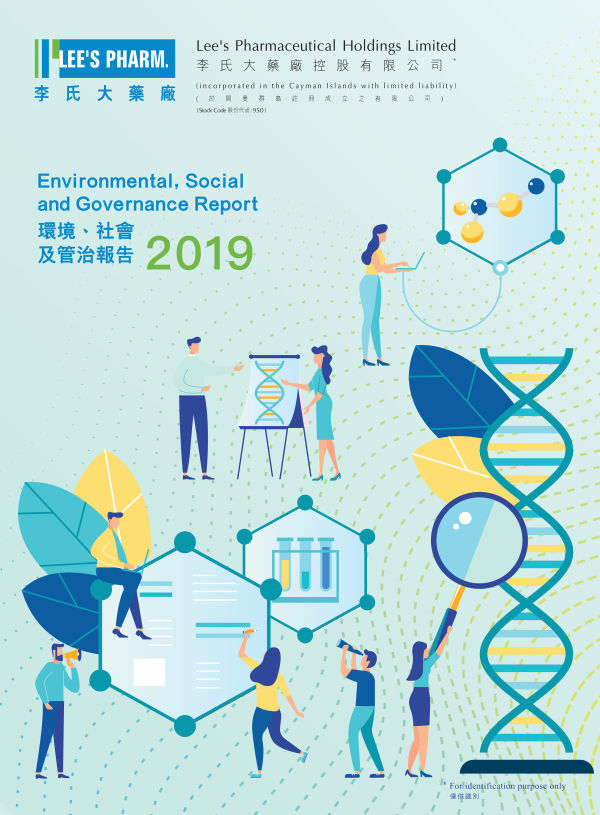 LEE'S PHARM.
李氏大藥廠
Lee's Pharmaceutical Holdings Limited
李氏大藥廠控股有限公司*
(incorporated in the Cayman Islands with limited liability)
(於開曼群島註冊成立之有限公司)
(Stock Code 股份代號: 950)
Environmental, Social
and Governance Report
環境、社會
及管治報告 2019
* For identification purpose only
僅供識別